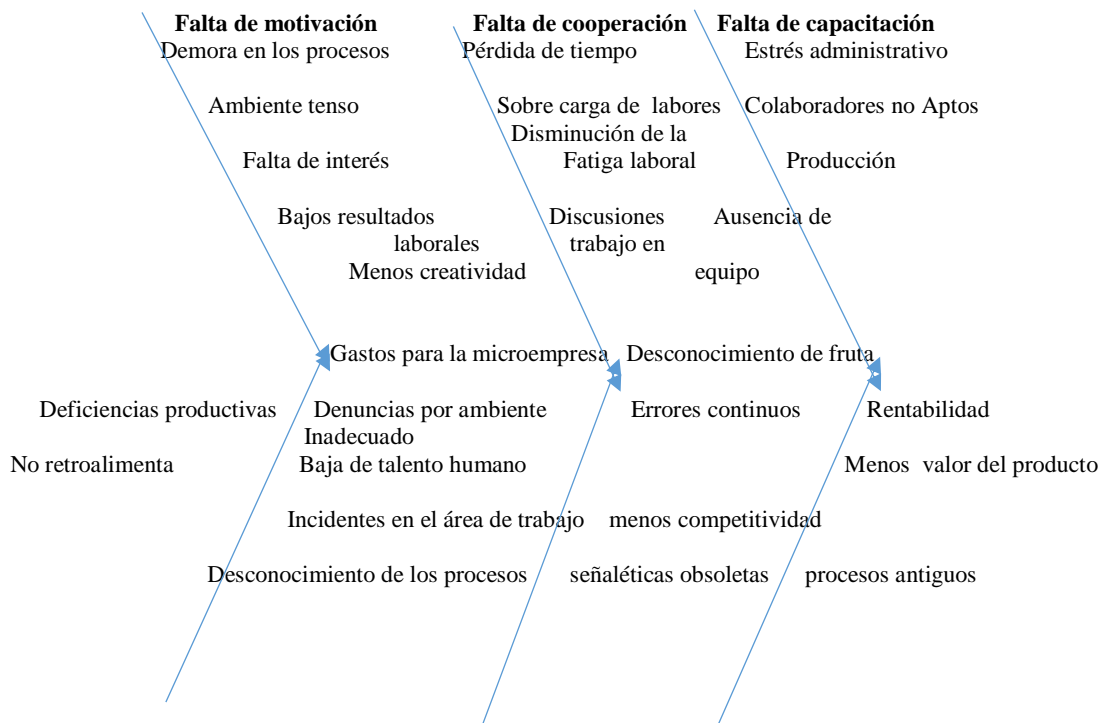 Falta de motivación Falta de cooperación Falta de capacitación
Demora en los procesos Pérdida de tiempo Estrés administrativo
Ambiente tenso Sobre carga de labores Colaboradores no Aptos
Disminución de la
Falta de interés Fatiga laboral Producción
Bajos resultados Discusiones Ausencia de
laborales trabajo en
Menos creatividad equipo
Gastos para la microempresa Desconocimiento de fruta
Deficiencias productivas Denuncias por ambiente Errores continuos Rentabilidad
Inadecuado
No retroalimenta Baja de talento humano Menos valor del producto
Incidentes en el área de trabajo menos competitividad
Desconocimiento de los procesos señaléticas obsoletas procesos antiguos